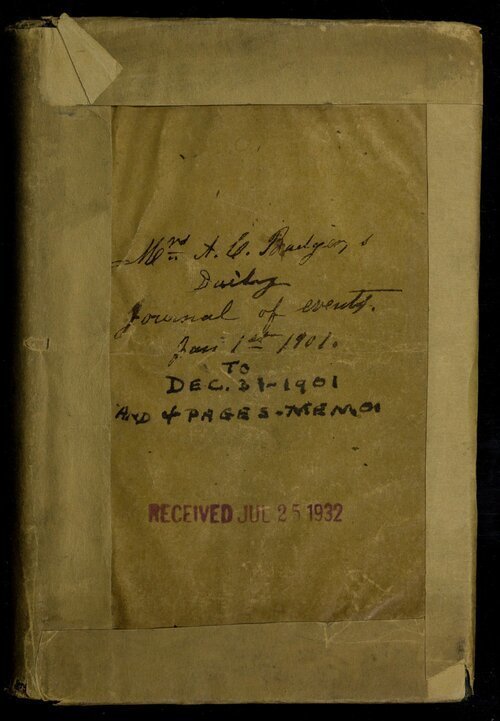 Mrs A. C. Badger's
Daily
Journal of events.
Jan 1st 1901.
TO
DEC. 31-1901
AND 4 PAGES-MEMO
RECEIVED JUL 25 1932